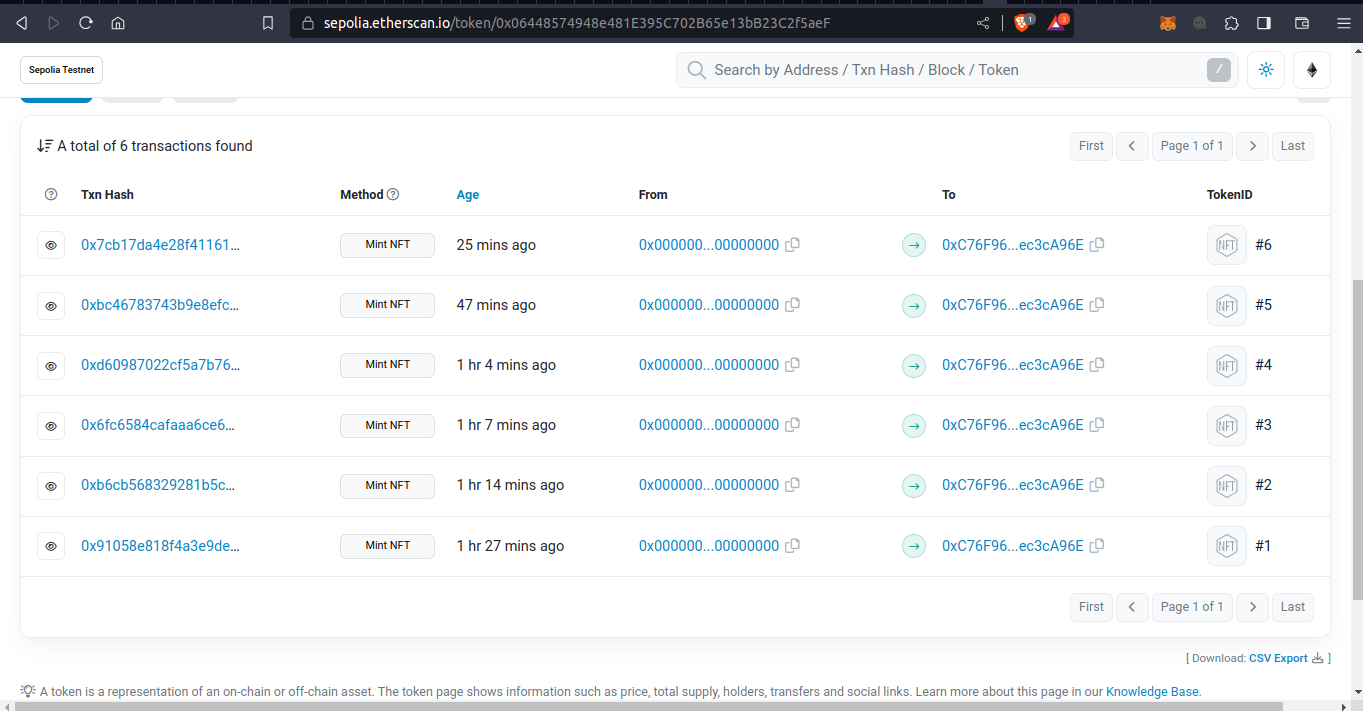 sepolia.etherscan.io/token/0x06448574948e481E395C702B65e13bB23C2f5aeF 1 3
Sepolia Testnet Search by Address / Txn Hash / Block / Token /
A total of 6 transactions found First Page 1 of 1 Last
Txn Hash Method Age From To TokenID
0x7cb17da4e28f41161... Mint NFT 25 mins ago 0x000000...00000000 0xC76F96...ec3cA96E NFT #6
0xbc46783743b9e8efc... Mint NFT 47 mins ago 0x000000...00000000 0xC76F96...ec3cA96E NFT #5
0xd60987022cf5a7b76... Mint NFT 1 hr 4 mins ago 0x000000...00000000 0xC76F96...ec3cA96E NFT #4
0x6fc6584cafaaa6ce6... Mint NFT 1 hr 7 mins ago 0x000000...00000000 0xC76F96...ec3cA96E NFT #3
0xb6cb568329281b5c... Mint NFT 1 hr 14 mins ago 0x000000...00000000 0xC76F96...ec3cA96E NFT #2
0x91058e818f4a3e9de... Mint NFT 1 hr 27 mins ago 0x000000...00000000 0xC76F96...ec3cA96E NFT #1
First Page 1 of 1 Last
[ Download: CSV Export ]
A token is a representation of an on-chain or off-chain asset. The token page shows information such as price, total supply, holders, transfers and social links. Learn more about this page in our Knowledge Base.